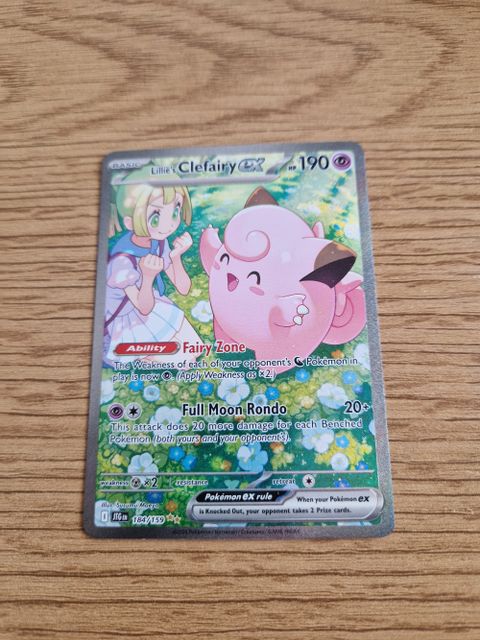 BASIC
Lillie's Clefairy ex HP 190
Ability Fairy Zone
The Weakness of each of your opponent's Pokémon in
play is now . (Apply Weakness as ×2.)
Full Moon Rondo 20+
This attack does 20 more damage for each Benched
Pokémon (both yours and your opponent's).
weakness ×2 resistance retreat
Illus.
Pokémon ex rule When your Pokémon ex
is Knocked Out, your opponent takes 2 Prize cards.
I JTG EN 184/159